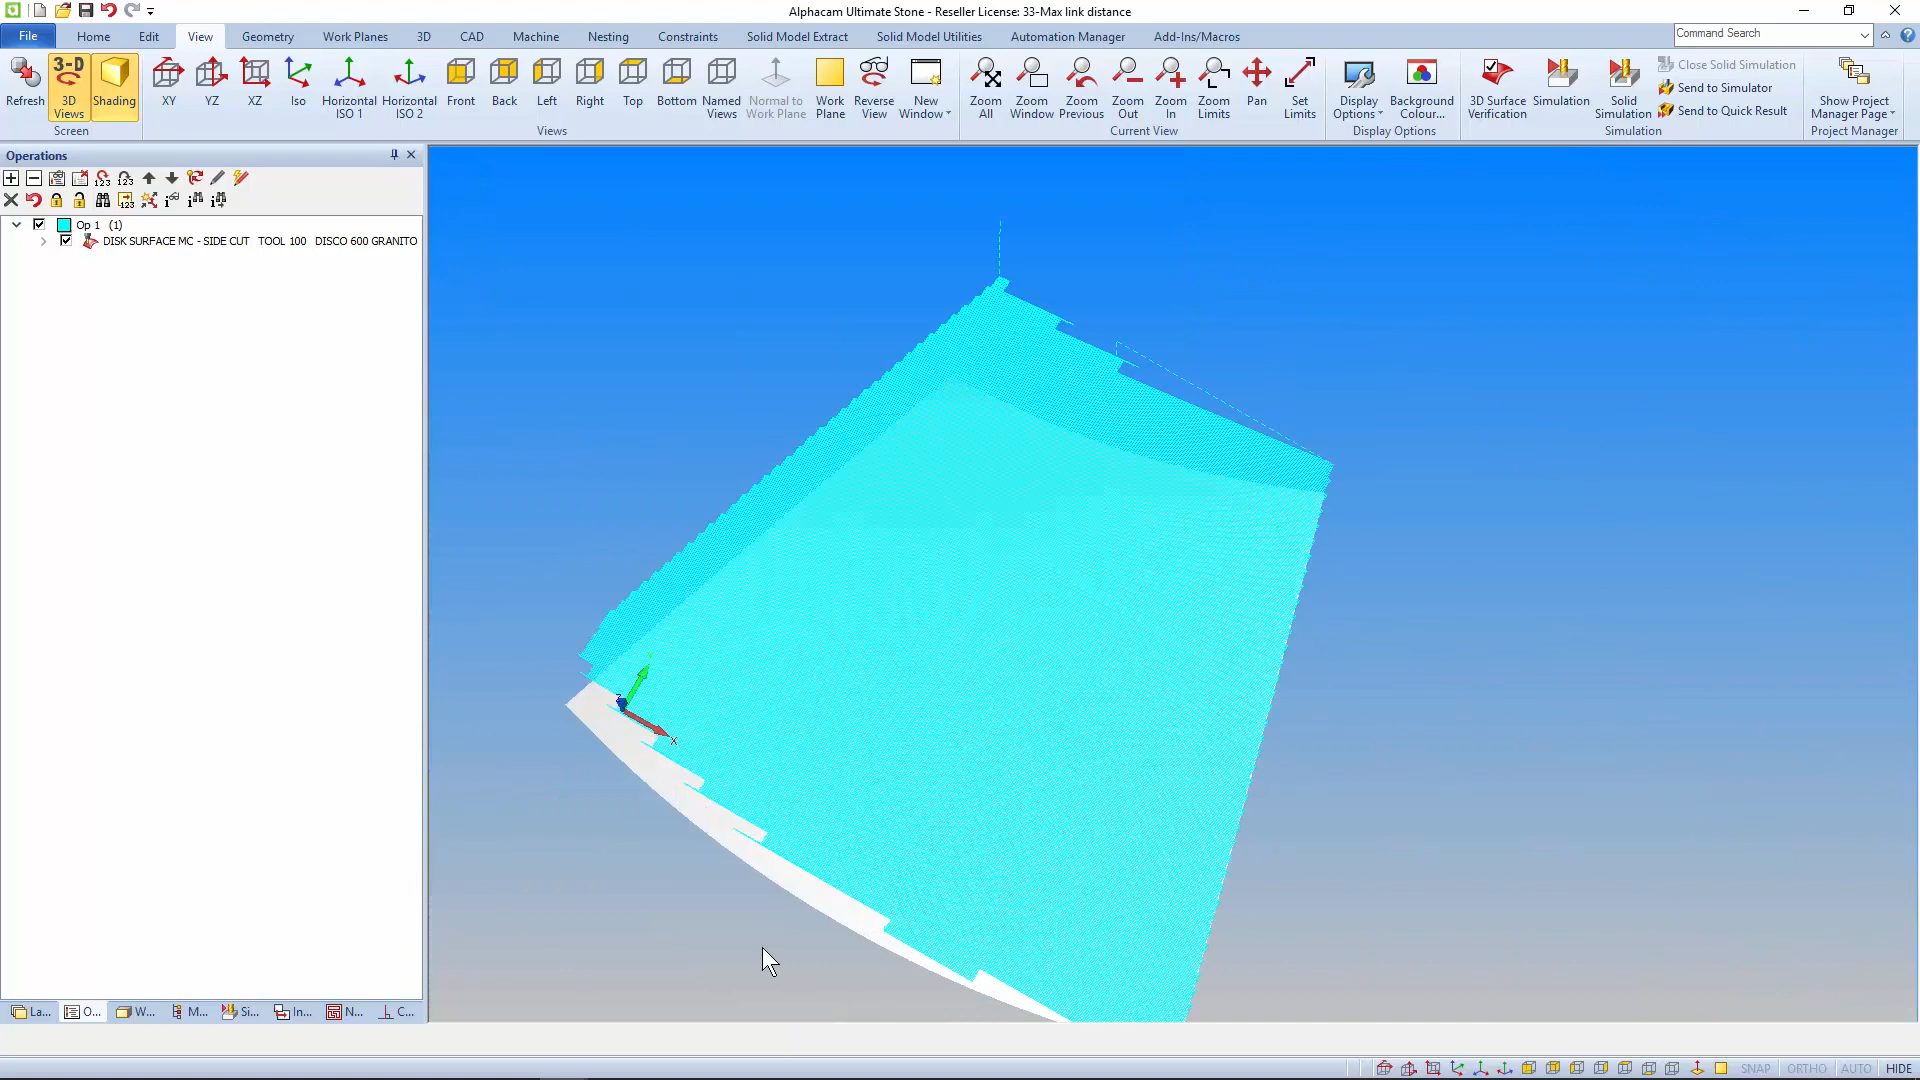 Alphacam Ultimate Stone - Reseller License: 33-Max link distance
File Home Edit View Geometry Work Planes 3D CAD Machine Nesting Constraints Solid Model Extract Solid Model Utilities Automation Manager Add-Ins/Macros Command Search
Refresh
3-D
3D Views
Shading
Screen
XY
YZ
XZ
Iso
Horizontal ISO 1
Horizontal ISO 2
Front
Back
Left
Right
Top
Bottom
Named Views
Normal to Work Plane
Work Plane
Reverse View
New Window
Views
Zoom All
Zoom Window
Zoom Previous
Zoom Out
Zoom In
Zoom Limits
Pan
Set Limits
Current View
Display Options
Background Colour...
Display Options
3D Surface Verification
Simulation
Solid Simulation
Close Solid Simulation
Send to Simulator
Send to Quick Result
Simulation
Show Project Manager Page
Project Manager
Operations
Op 1 (1)
DISK SURFACE MC - SIDE CUT TOOL 100 DISCO 600 GRANITO
Z
X
La... O... W... M... Si... In... N... C...
SNAP ORTHO AUTO HIDE